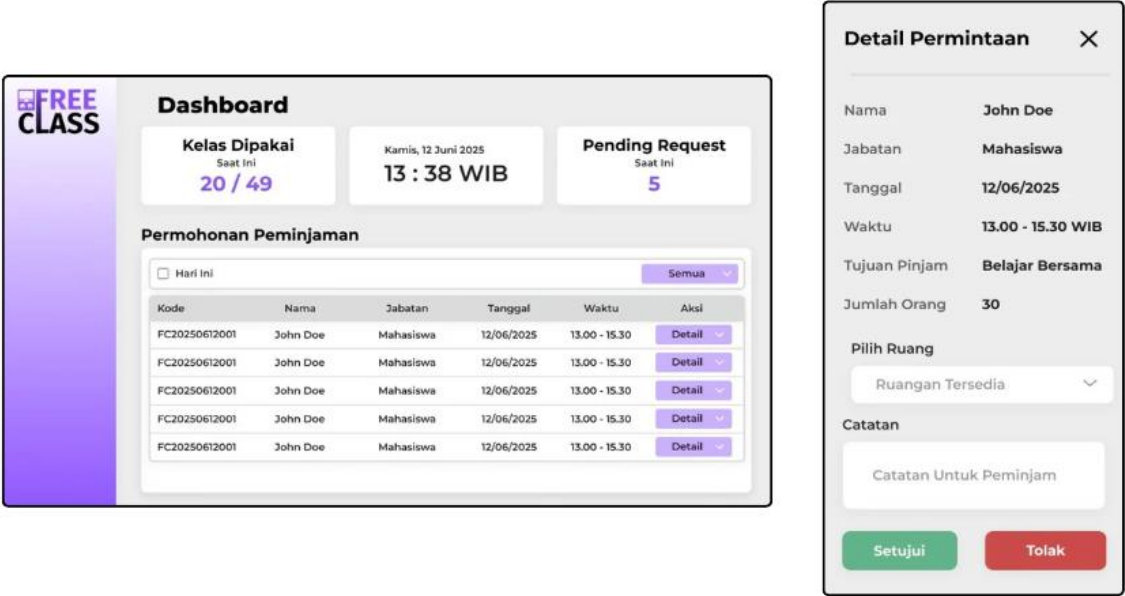 FREE
CLASS
Dashboard
Kelas Dipakai
Saat Ini
20 / 49
Kamis, 12 Juni 2025
13 : 38 WIB
Pending Request
Saat Ini
5
Permohonan Peminjaman
Hari Ini Semua
Kode Nama Jabatan Tanggal Waktu Aksi
FC20250612001 John Doe Mahasiswa 12/06/2025 13.00 - 15.30 Detail
FC20250612001 John Doe Mahasiswa 12/06/2025 13.00 - 15.30 Detail
FC20250612001 John Doe Mahasiswa 12/06/2025 13.00 - 15.30 Detail
FC20250612001 John Doe Mahasiswa 12/06/2025 13.00 - 15.30 Detail
FC20250612001 John Doe Mahasiswa 12/06/2025 13.00 - 15.30 Detail
Detail Permintaan
Nama John Doe
Jabatan Mahasiswa
Tanggal 12/06/2025
Waktu 13.00 - 15.30 WIB
Tujuan Pinjam Belajar Bersama
Jumlah Orang 30
Pilih Ruang
Ruangan Tersedia
Catatan
Catatan Untuk Peminjam
Setujui Tolak